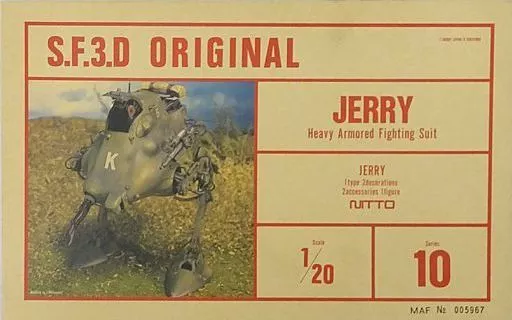 S.F.3.D ORIGINAL
K
JERRY
Heavy Armored Fighting Suit
JERRY
1type 2decorations
2accessories 1figure
NITTO
Scale
1/20
Series
10
MAF № 005967